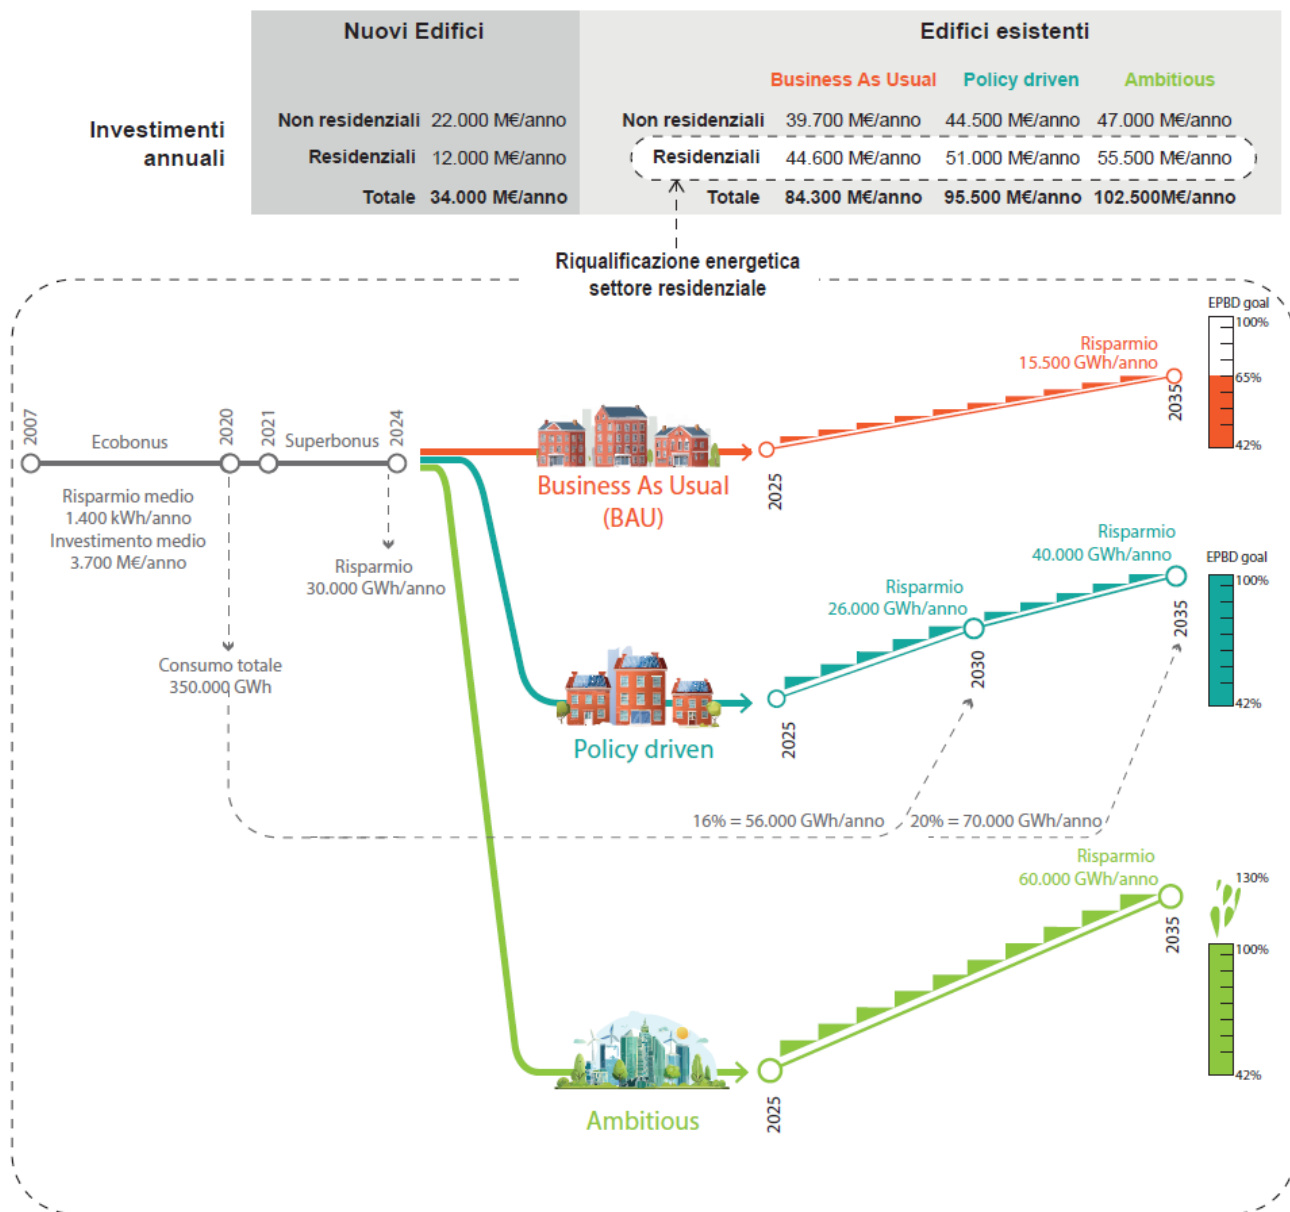 Nuovi Edifici
Edifici esistenti
Business As Usual Policy driven Ambitious
Investimenti
annuali
Non residenziali 22.000 M€/anno
Residenziali 12.000 M€/anno
Totale 34.000 M€/anno
Non residenziali 39.700 M€/anno 44.500 M€/anno 47.000 M€/anno
Residenziali 44.600 M€/anno 51.000 M€/anno 55.500 M€/anno
Totale 84.300 M€/anno 95.500 M€/anno 102.500M€/anno
Riqualificazione energetica
settore residenziale
2007
Ecobonus
2020
2021
Superbonus
2024
Risparmio medio
1.400 kWh/anno
Investimento medio
3.700 M€/anno
Risparmio
30.000 GWh/anno
Consumo totale
350.000 GWh
Business As Usual
(BAU)
2025
Risparmio
15.500 GWh/anno
2035
EPBD goal
100%
65%
42%
Policy driven
2025
Risparmio
26.000 GWh/anno
2030
Risparmio
40.000 GWh/anno
2035
EPBD goal
100%
42%
16% = 56.000 GWh/anno
20% = 70.000 GWh/anno
Ambitious
2025
Risparmio
60.000 GWh/anno
2035
130%
100%
42%